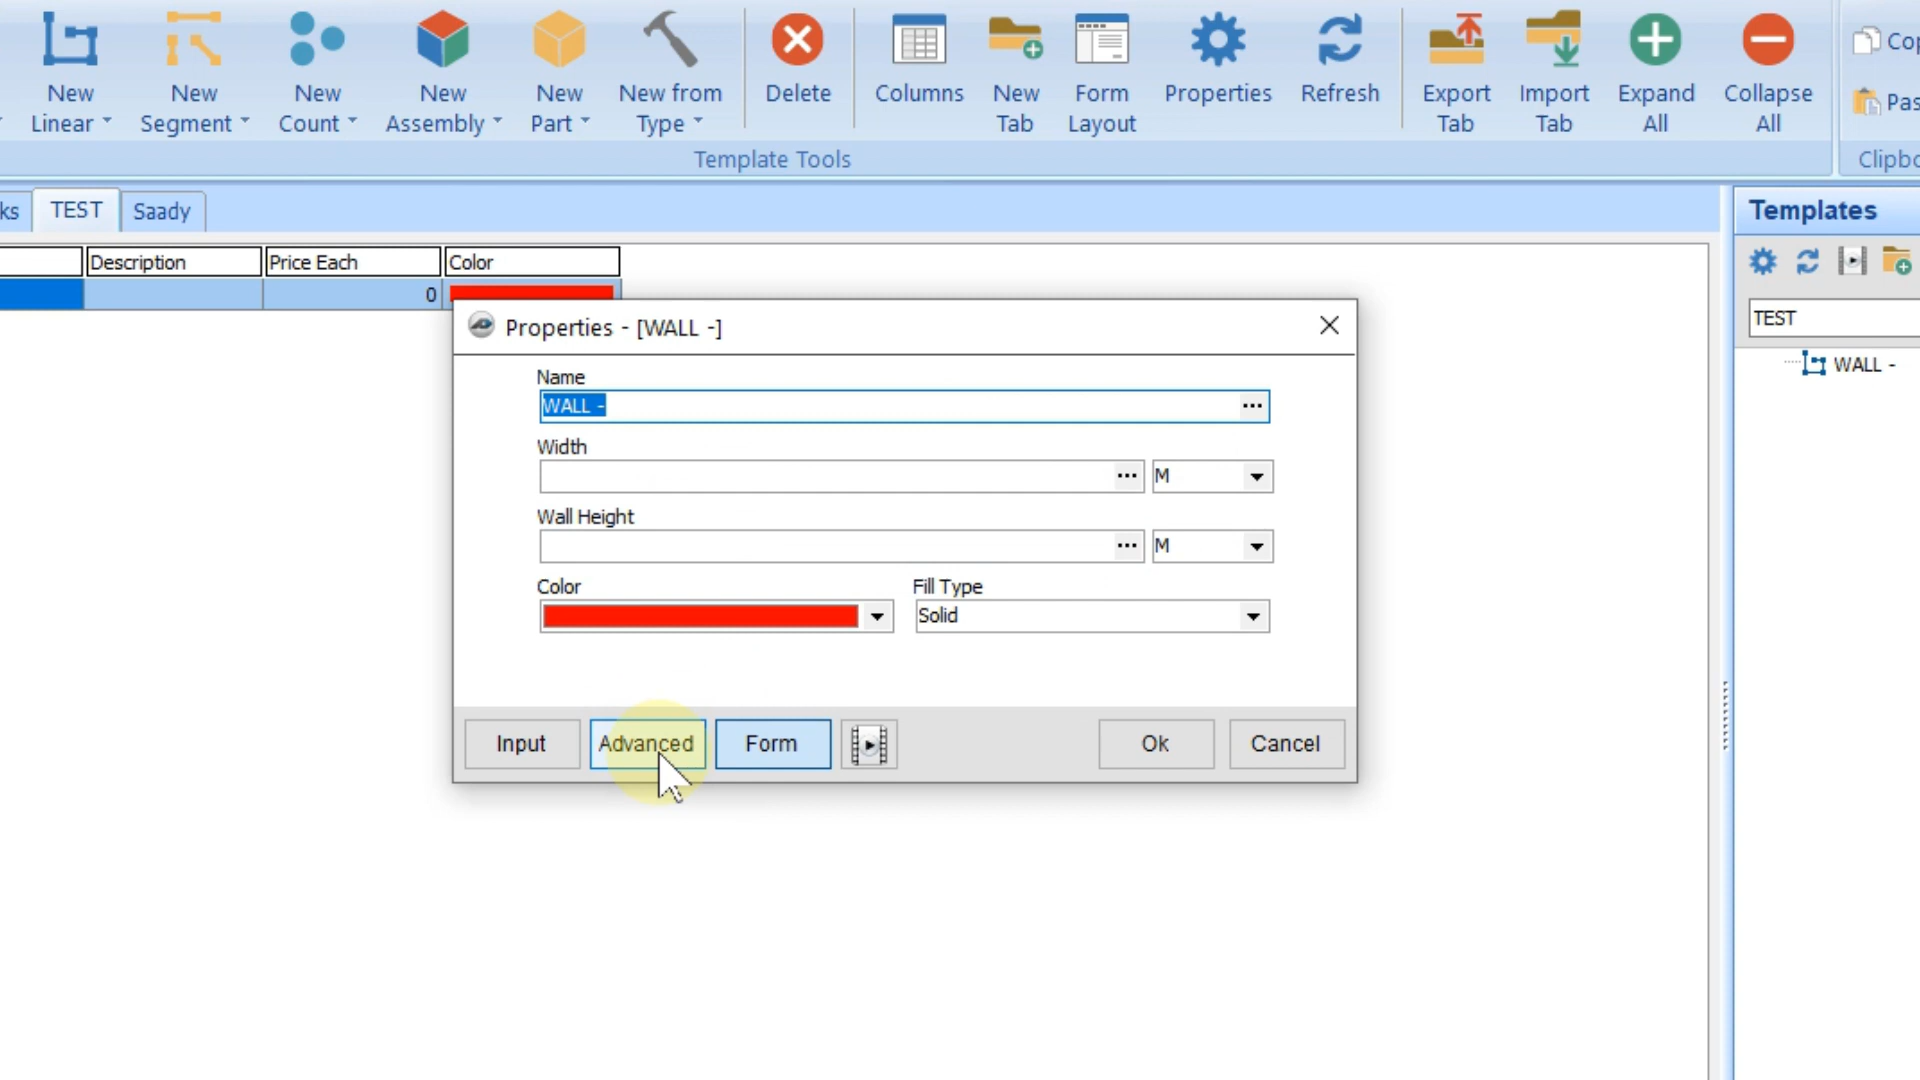 New Linear
New Segment
New Count
New Assembly
New Part
New from Type
Delete
Columns
New Tab
Form Layout
Properties
Refresh
Export Tab
Import Tab
Expand All
Collapse All
Template Tools
TEST
Saady
Templates
Description
Price Each
Color
0
TEST
WALL -
Properties - [WALL -]
Name
WALL -
Width
M
Wall Height
M
Color
Fill Type
Solid
Input
Advanced
Form
Ok
Cancel